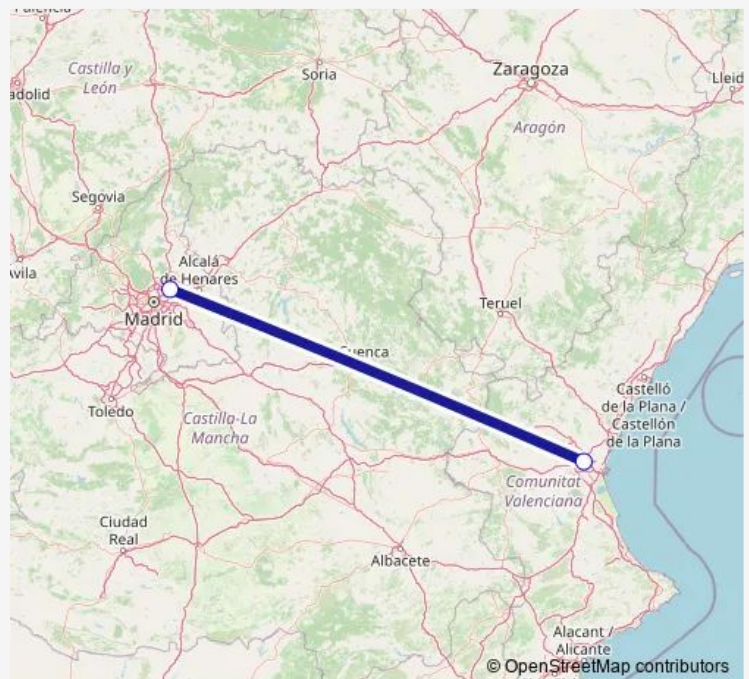 Palencia
Castilla y
León
Soria
Zaragoza
Lleid
adolid
Aragón
Segovia
Alcalá
de Henares
vila
Madrid
Teruel
Cuenca
Toledo
Castilla-La
Mancha
Castelló
de la Plana /
Castellón
de la Plana
Comunitat
Valenciana
Ciudad
Real
Albacete
Alacant /
Alicante
© OpenStreetMap contributors